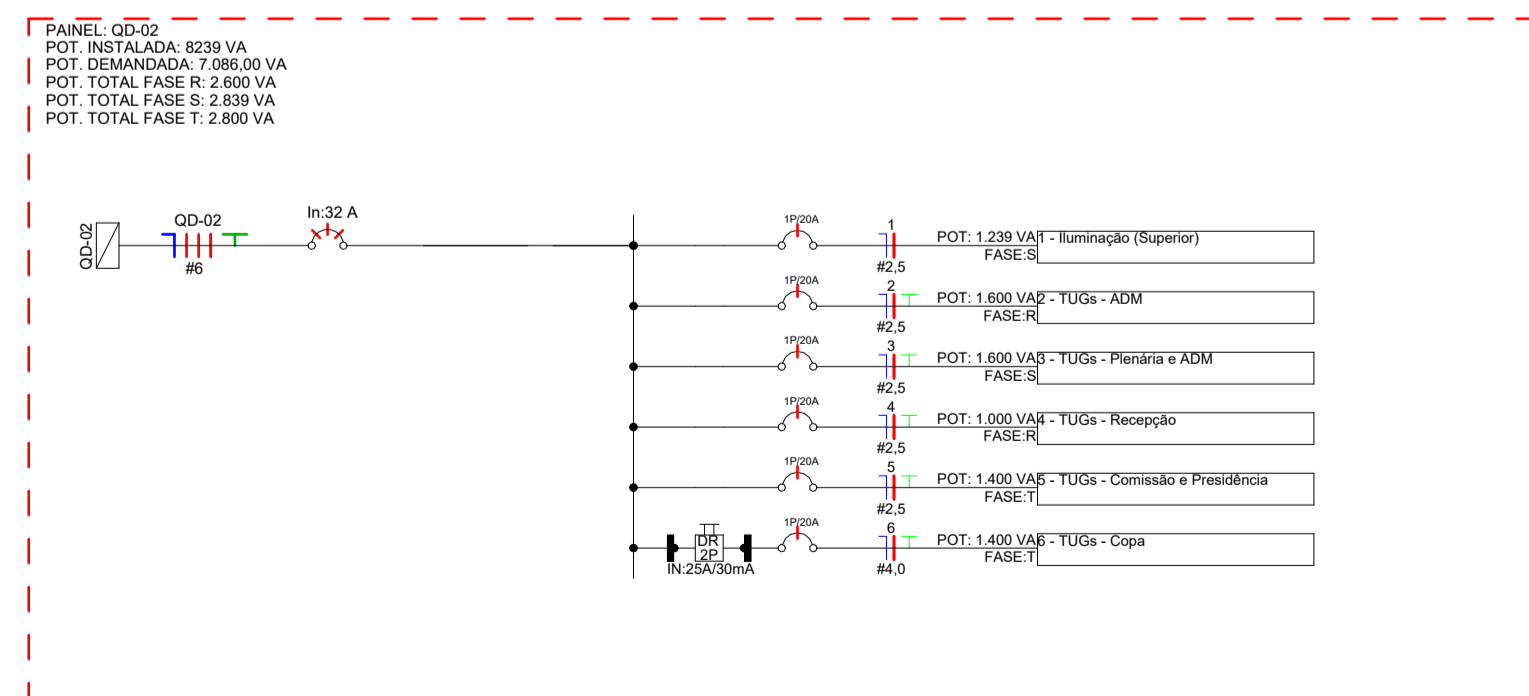 PAINEL: QD-02
POT. INSTALADA: 8239 VA
POT. DEMANDADA: 7.086,00 VA
POT. TOTAL FASE R: 2.600 VA
POT. TOTAL FASE S: 2.839 VA
POT. TOTAL FASE T: 2.800 VA
QD-02
QD-02
#6
In:32 A
1P/20A
1
#2,5
POT: 1.239 VA
FASE:S
1 - Iluminação (Superior)
1P/20A
2
#2,5
POT: 1.600 VA
FASE:R
2 - TUGs - ADM
1P/20A
3
#2,5
POT: 1.600 VA
FASE:S
3 - TUGs - Plenária e ADM
1P/20A
4
#2,5
POT: 1.000 VA
FASE:R
4 - TUGs - Recepção
1P/20A
5
#2,5
POT: 1.400 VA
FASE:T
5 - TUGs - Comissão e Presidência
DR
2P
IN:25A/30mA
1P/20A
6
#4,0
POT: 1.400 VA
FASE:T
6 - TUGs - Copa